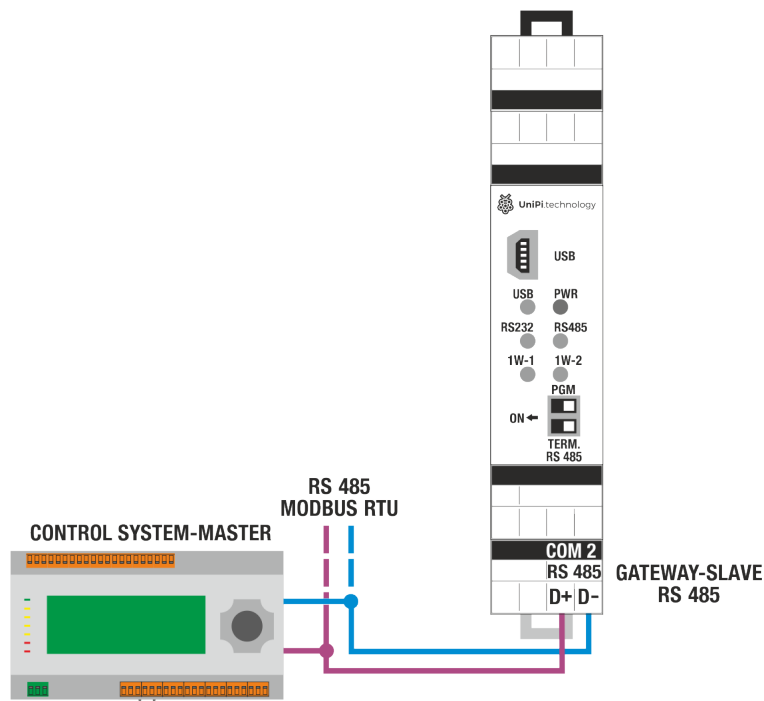 UniPi.technology
USB
USB PWR
RS232 RS485
1W-1 1W-2
PGM
ON
TERM.
RS 485
RS 485
MODBUS RTU
CONTROL SYSTEM-MASTER
COM 2
RS 485
D+ D-
GATEWAY-SLAVE
RS 485